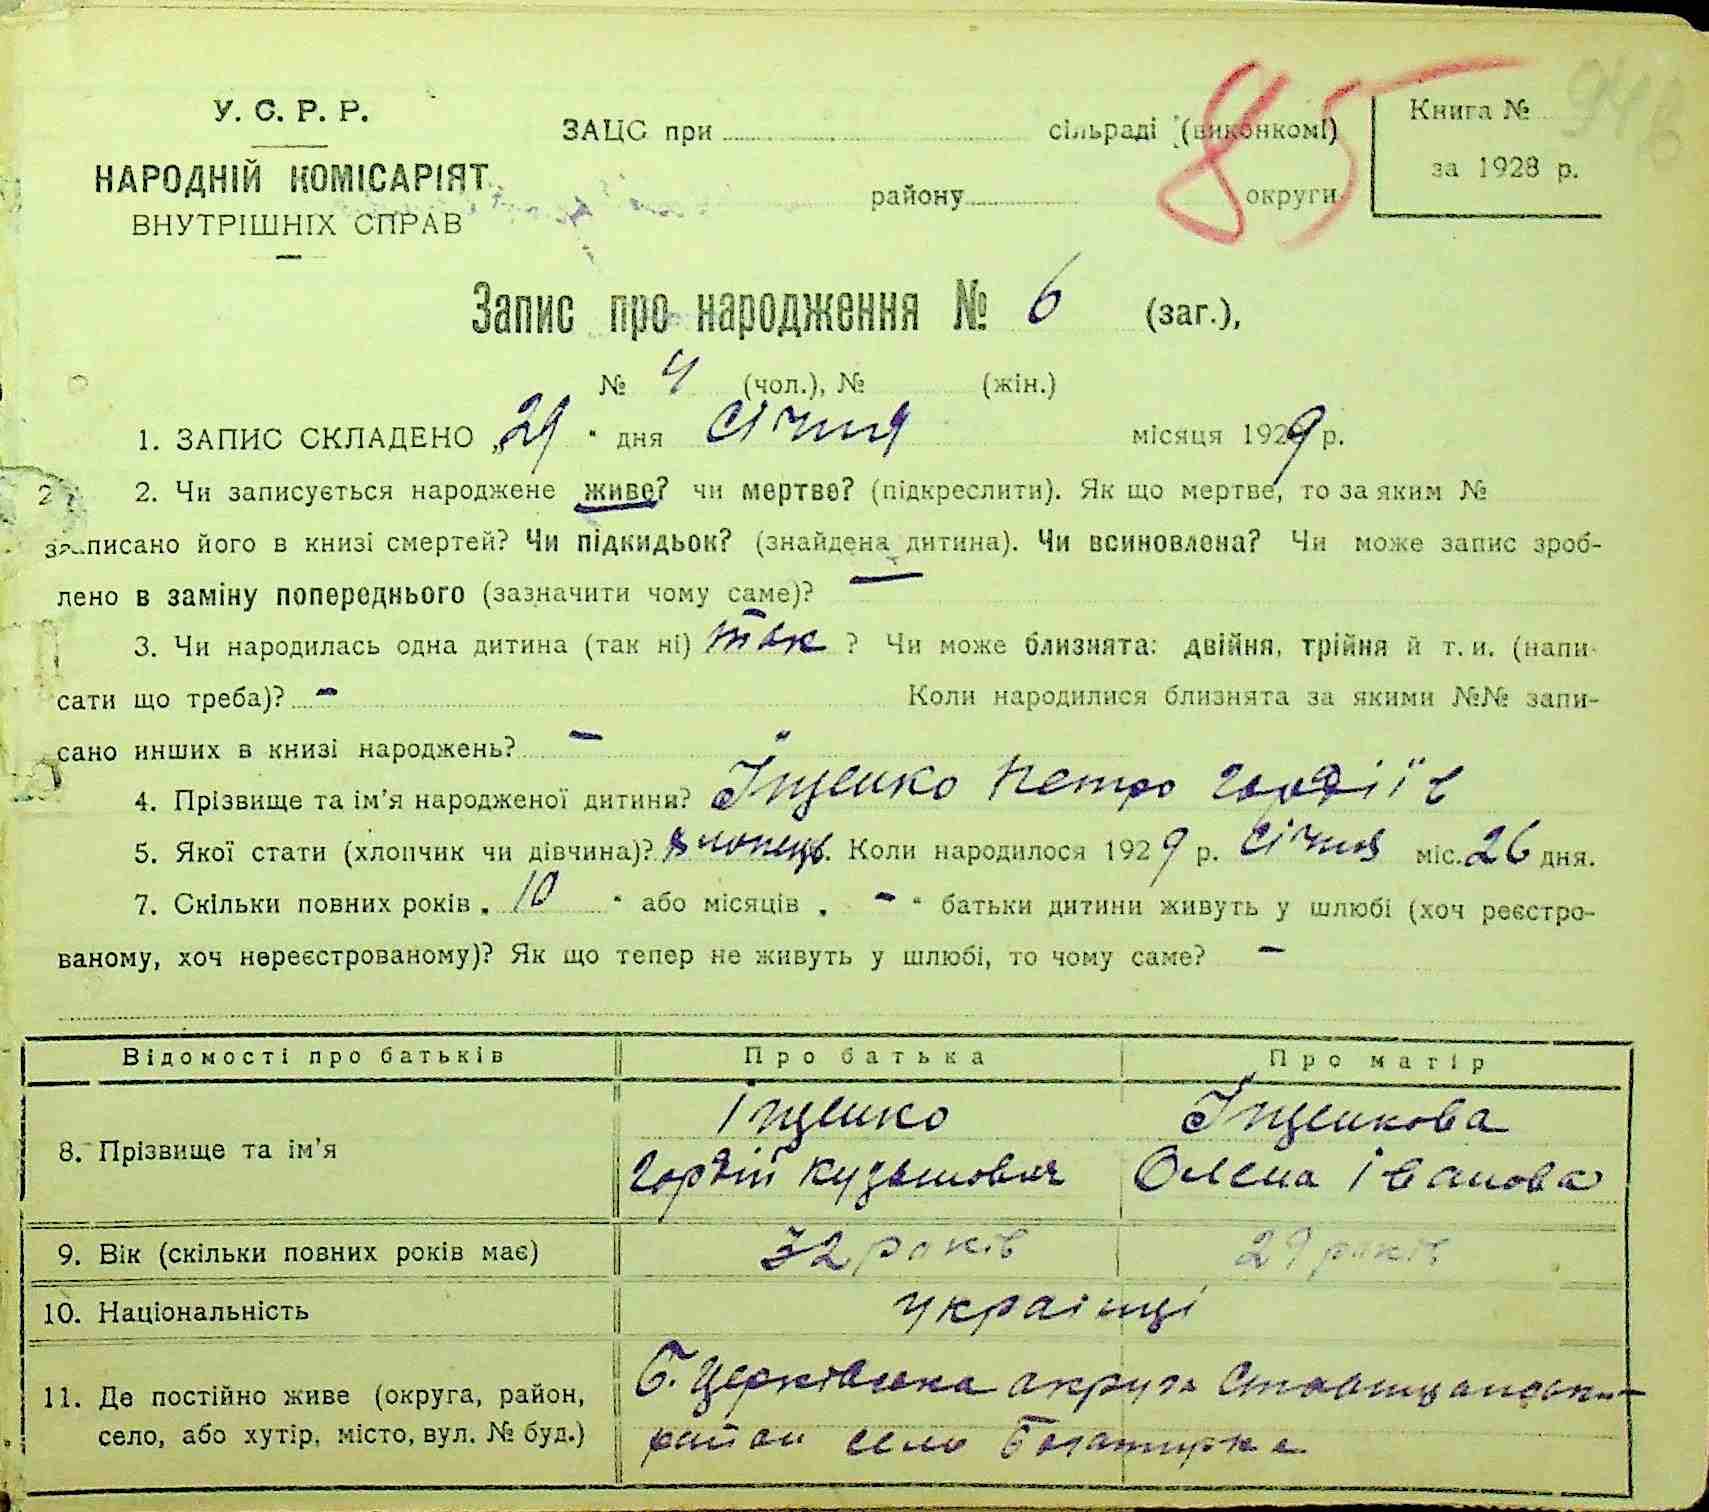 У. С. Р. Р.
НАРОДНІЙ КОМІСАРІЯТ
ВНУТРІШНІХ СПРАВ
ЗАЦС при сільраді (виконкомі)
району округи
85
Книга №
за 1928 р.
Запис про народження № 6 (заг.),
№ 4 (чол.), № (жін.)
1. ЗАПИС СКЛАДЕНО „29" дня Січня місяця 1929 р.
2. Чи записується народжене живе? чи мертве? (підкреслити). Як що мертве, то за яким №
записано його в книзі смертей? Чи підкидьок? (знайдена дитина). Чи всиновлена? Чи може запис зроб-
лено в заміну попереднього (зазначити чому саме)? —
3. Чи народилась одна дитина (так ні) так ? Чи може близнята: двійня, трійня й т. и. (напи-
сати що треба)? - Коли народилися близнята за якими №№ запи-
сано инших в книзі народжень? -
4. Прізвище та ім'я народженої дитини? Їщенко Петро Гордіїв
5. Якої стати (хлопчик чи дівчина)? хлопець. Коли народилося 1929 р. Січня міс. 26 дня.
7. Скільки повних років „ 10 " або місяців „ - " батьки дитини живуть у шлюбі (хоч реєстро-
ваному, хоч нереєстрованому)? Як що тепер не живуть у шлюбі, то чому саме? -
Відомості про батьків Про батька Про матір
8. Прізвище та ім'я
Іщенко
Гордій Кузьмович
Їщенкова
Олена Іванова
9. Вік (скільки повних років має) 32 років 29 років
10. Національність українці
11. Де постійно живе (округа, район,
село, або хутір, місто, вул. № буд.)
Б. Церківська округа
район село Богатирка